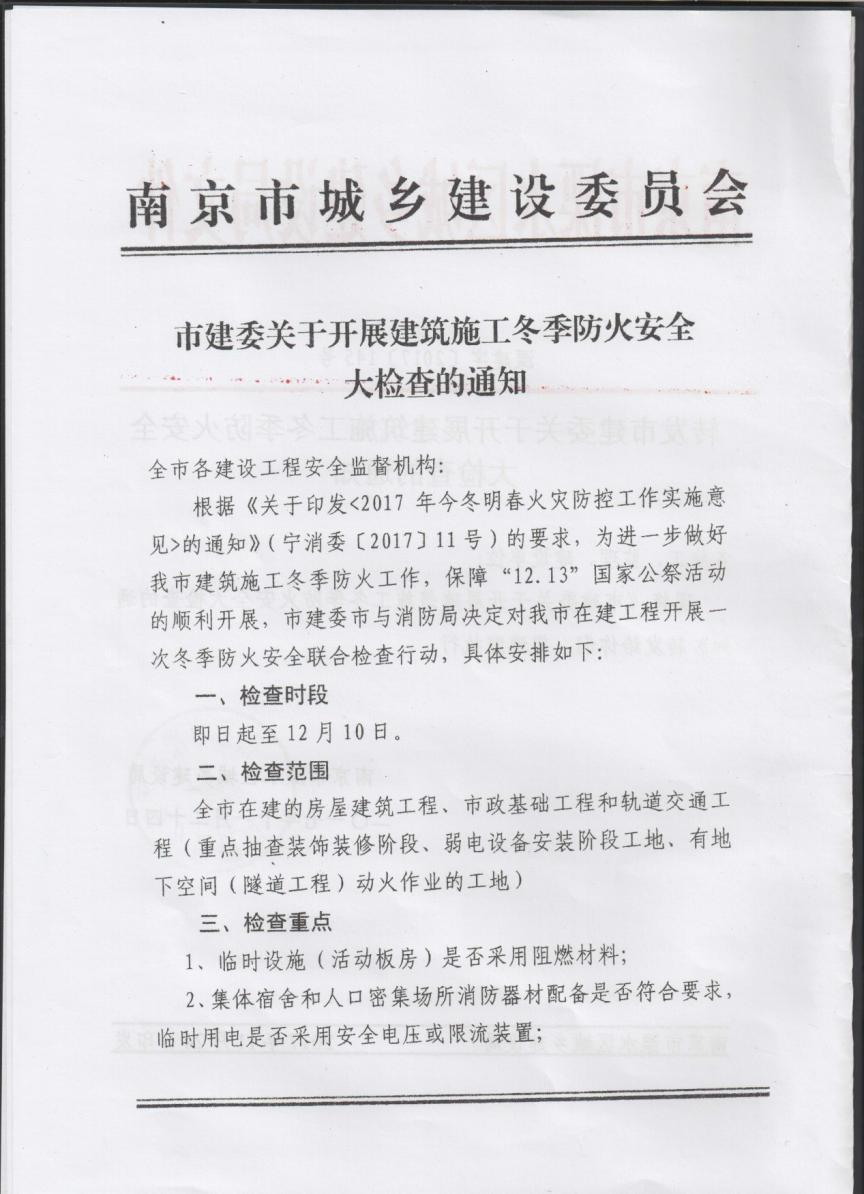 南京市城乡建设委员会
市建委关于开展建筑施工冬季防火安全
大检查的通知
全市各建设工程安全监督机构：
根据《关于印发<2017 年今冬明春火灾防控工作实施意
见>的通知》（宁消委〔2017〕11 号）的要求，为进一步做好
我市建筑施工冬季防火工作，保障“12.13”国家公祭活动
的顺利开展，市建委市与消防局决定对我市在建工程开展一
次冬季防火安全联合检查行动，具体安排如下：
一、检查时段
即日起至 12 月 10 日。
二、检查范围
全市在建的房屋建筑工程、市政基础工程和轨道交通工
程（重点抽查装饰装修阶段、弱电设备安装阶段工地、有地
下空间（隧道工程）动火作业的工地）
三、检查重点
1、临时设施（活动板房）是否采用阻燃材料；
2、集体宿舍和人口密集场所消防器材配备是否符合要求，
临时用电是否采用安全电压或限流装置；